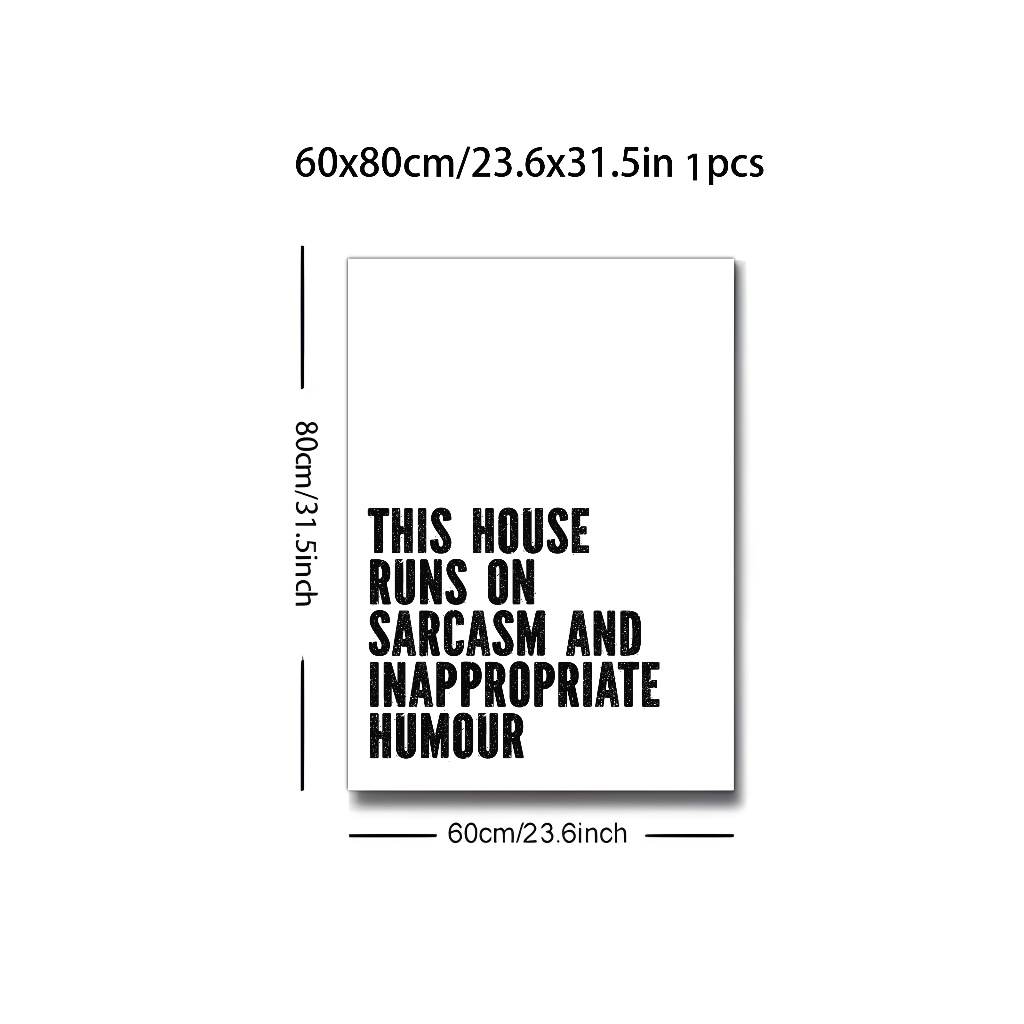 60x80cm/23.6x31.5in 1pcs
80cm/31.5inch
THIS HOUSE
RUNS ON
SARCASM AND
INAPPROPRIATE
HUMOUR
60cm/23.6inch